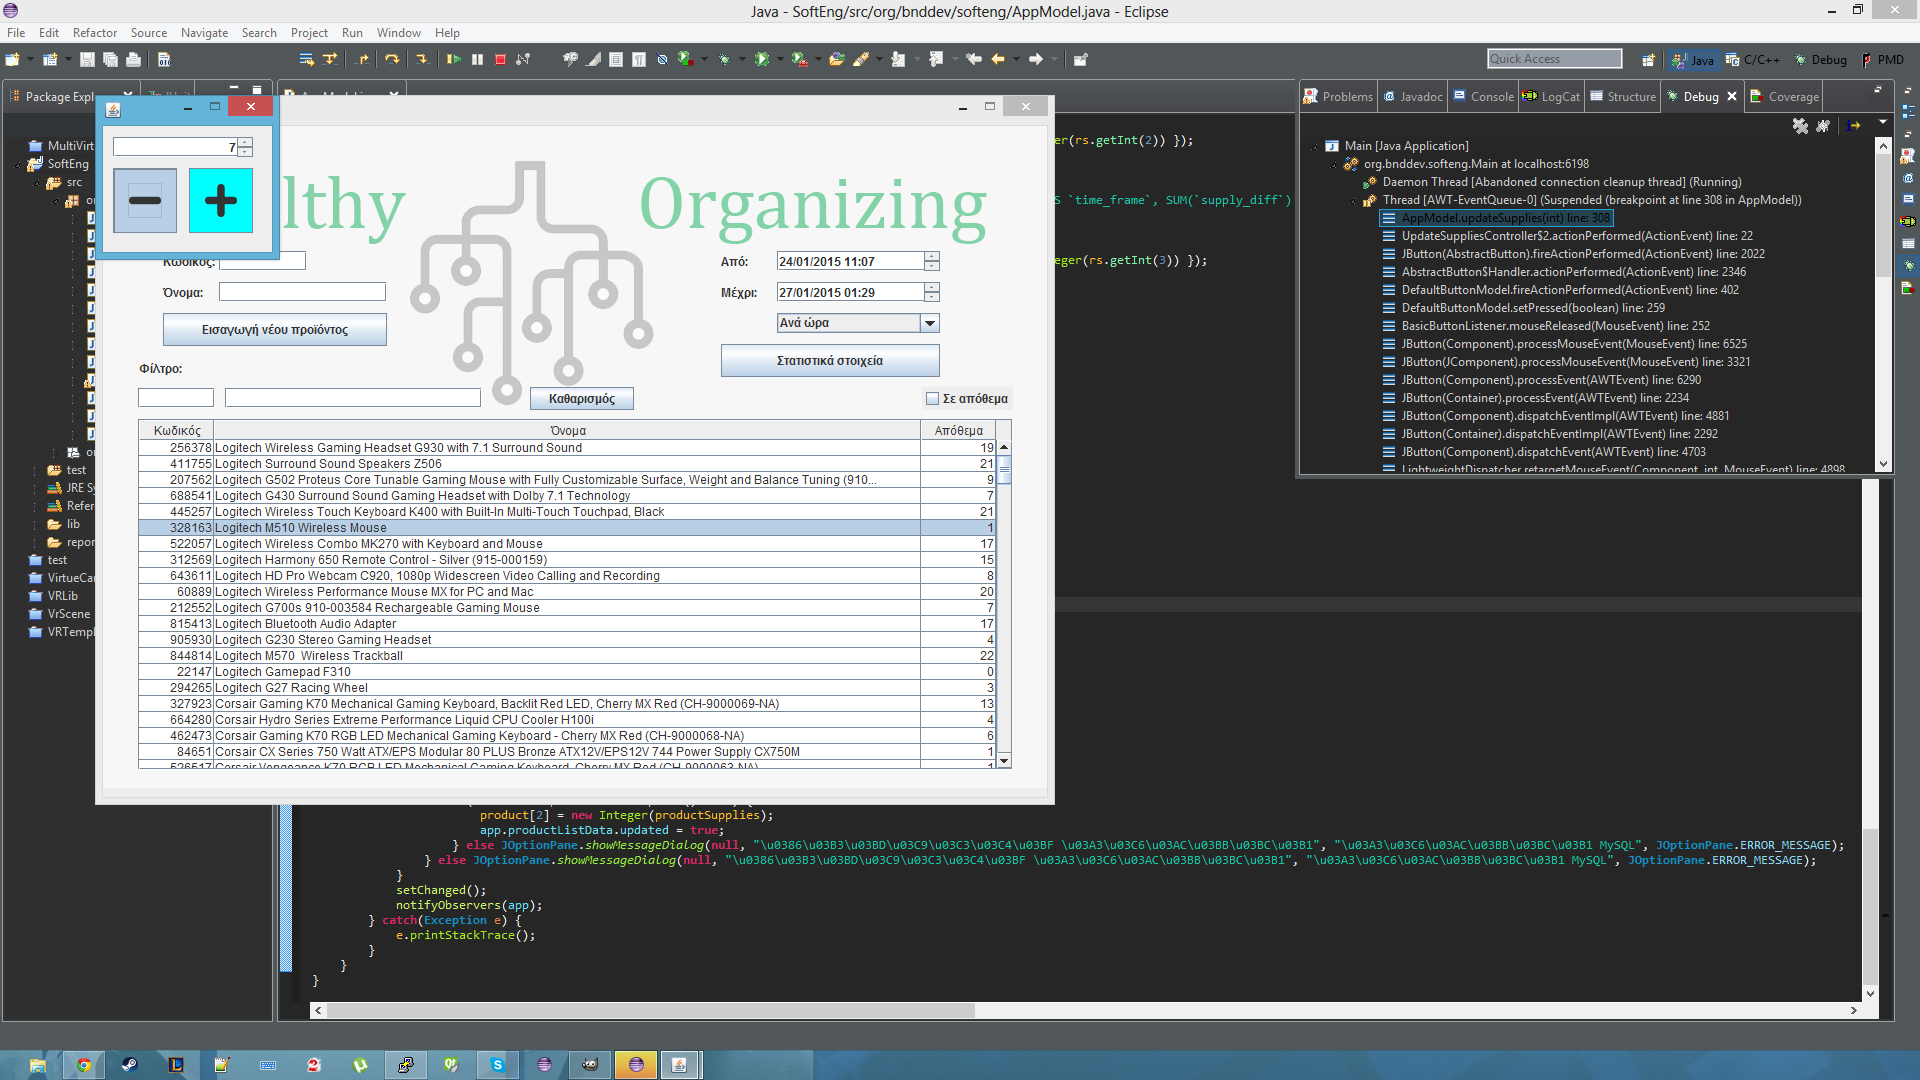 Java - SoftEng/src/org/bnddev/softeng/AppModel.java - Eclipse
File Edit Refactor Source Navigate Search Project Run Window Help
Quick Access
Java
C/C++
Debug
PMD
Package Expl
Problems Javadoc Console LogCat Structure Debug Coverage
MultiVirt
SoftEng
src
test
JRE Sy
Refer
lib
repor
test
VirtueCar
VRLib
VrScene
VRTempl
7
lthy Organizing
Κωδικός:
Όνομα:
Εισαγωγή νέου προϊόντος
Από: 24/01/2015 11:07
Μέχρι: 27/01/2015 01:29
Ανά ώρα
Στατιστικά στοιχεία
Φίλτρο:
Καθαρισμός
Σε απόθεμα
Κωδικός Όνομα Απόθεμα
256378 Logitech Wireless Gaming Headset G930 with 7.1 Surround Sound 19
411755 Logitech Surround Sound Speakers Z506 21
207562 Logitech G502 Proteus Core Tunable Gaming Mouse with Fully Customizable Surface, Weight and Balance Tuning (910... 9
688541 Logitech G430 Surround Sound Gaming Headset with Dolby 7.1 Technology 7
445257 Logitech Wireless Touch Keyboard K400 with Built-In Multi-Touch Touchpad, Black 21
328163 Logitech M510 Wireless Mouse 1
522057 Logitech Wireless Combo MK270 with Keyboard and Mouse 17
312569 Logitech Harmony 650 Remote Control - Silver (915-000159) 15
643611 Logitech HD Pro Webcam C920, 1080p Widescreen Video Calling and Recording 8
60889 Logitech Wireless Performance Mouse MX for PC and Mac 20
212552 Logitech G700s 910-003584 Rechargeable Gaming Mouse 7
815413 Logitech Bluetooth Audio Adapter 17
905930 Logitech G230 Stereo Gaming Headset 4
844814 Logitech M570 Wireless Trackball 22
22147 Logitech Gamepad F310 0
294265 Logitech G27 Racing Wheel 3
327923 Corsair Gaming K70 Mechanical Gaming Keyboard, Backlit Red LED, Cherry MX Red (CH-9000069-NA) 13
664280 Corsair Hydro Series Extreme Performance Liquid CPU Cooler H100i 4
462473 Corsair Gaming K70 RGB LED Mechanical Gaming Keyboard - Cherry MX Red (CH-9000068-NA) 6
84651 Corsair CX Series 750 Watt ATX/EPS Modular 80 PLUS Bronze ATX12V/EPS12V 744 Power Supply CX750M 1
526517 Corsair Vengeance K70 RGB LED Mechanical Gaming Keyboard, Cherry MX Red (CH-9000063-NA) 1
er(rs.getInt(2)) });
S `time_frame`, SUM(`supply_diff`)
eger(rs.getInt(3)) });
Main [Java Application]
org.bnddev.softeng.Main at localhost:6198
Daemon Thread [Abandoned connection cleanup thread] (Running)
Thread [AWT-EventQueue-0] (Suspended (breakpoint at line 308 in AppModel))
AppModel.updateSupplies(int) line: 308
UpdateSuppliesController$2.actionPerformed(ActionEvent) line: 22
JButton(AbstractButton).fireActionPerformed(ActionEvent) line: 2022
AbstractButton$Handler.actionPerformed(ActionEvent) line: 2346
DefaultButtonModel.fireActionPerformed(ActionEvent) line: 402
DefaultButtonModel.setPressed(boolean) line: 259
BasicButtonListener.mouseReleased(MouseEvent) line: 252
JButton(Component).processMouseEvent(MouseEvent) line: 6525
JButton(JComponent).processMouseEvent(MouseEvent) line: 3321
JButton(Component).processEvent(AWTEvent) line: 6290
JButton(Container).processEvent(AWTEvent) line: 2234
JButton(Component).dispatchEventImpl(AWTEvent) line: 4881
JButton(Container).dispatchEventImpl(AWTEvent) line: 2292
JButton(Component).dispatchEvent(AWTEvent) line: 4703
LightweightDispatcher.retargetMouseEvent(Component, int, MouseEvent) line: 4898
product[2] = new Integer(productSupplies);
app.productListData.updated = true;
} else JOptionPane.showMessageDialog(null, "\u0386\u03B3\u03BD\u03C9\u03C3\u03C4\u03BF \u03A3\u03C6\u03AC\u03BB\u03BC\u03B1", "\u03A3\u03C6\u03AC\u03BB\u03BC\u03B1 MySQL", JOptionPane.ERROR_MESSAGE);
} else JOptionPane.showMessageDialog(null, "\u0386\u03B3\u03BD\u03C9\u03C3\u03C4\u03BF \u03A3\u03C6\u03AC\u03BB\u03BC\u03B1", "\u03A3\u03C6\u03AC\u03BB\u03BC\u03B1 MySQL", JOptionPane.ERROR_MESSAGE);
}
setChanged();
notifyObservers(app);
} catch(Exception e) {
e.printStackTrace();
}
}
}